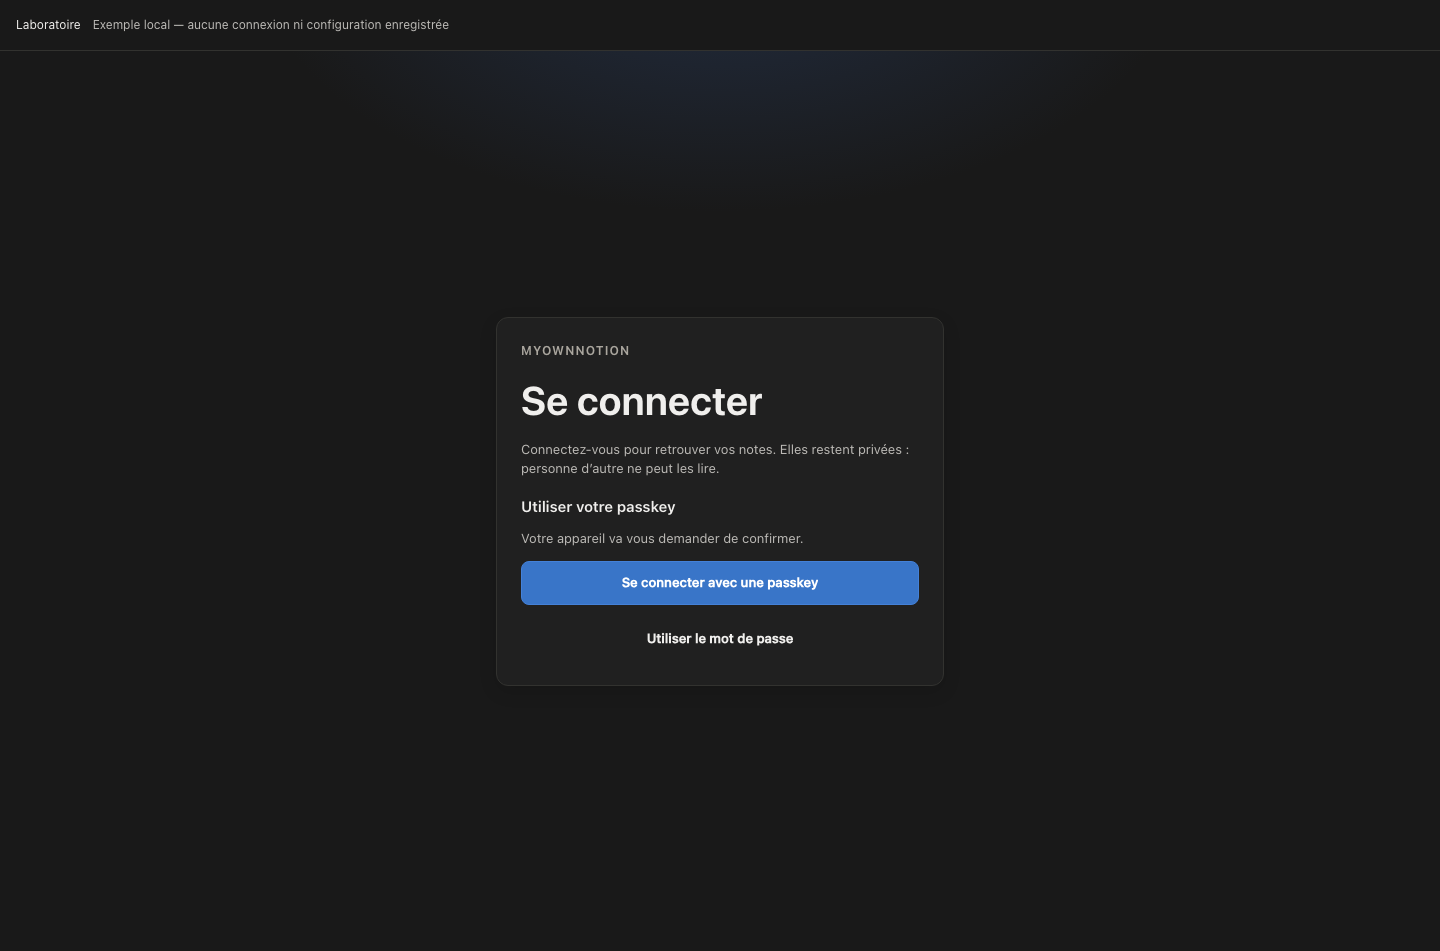 Laboratoire Exemple local — aucune connexion ni configuration enregistrée
MYOWNNOTION
Se connecter
Connectez-vous pour retrouver vos notes. Elles restent privées :
personne d’autre ne peut les lire.
Utiliser votre passkey
Votre appareil va vous demander de confirmer.
Se connecter avec une passkey
Utiliser le mot de passe